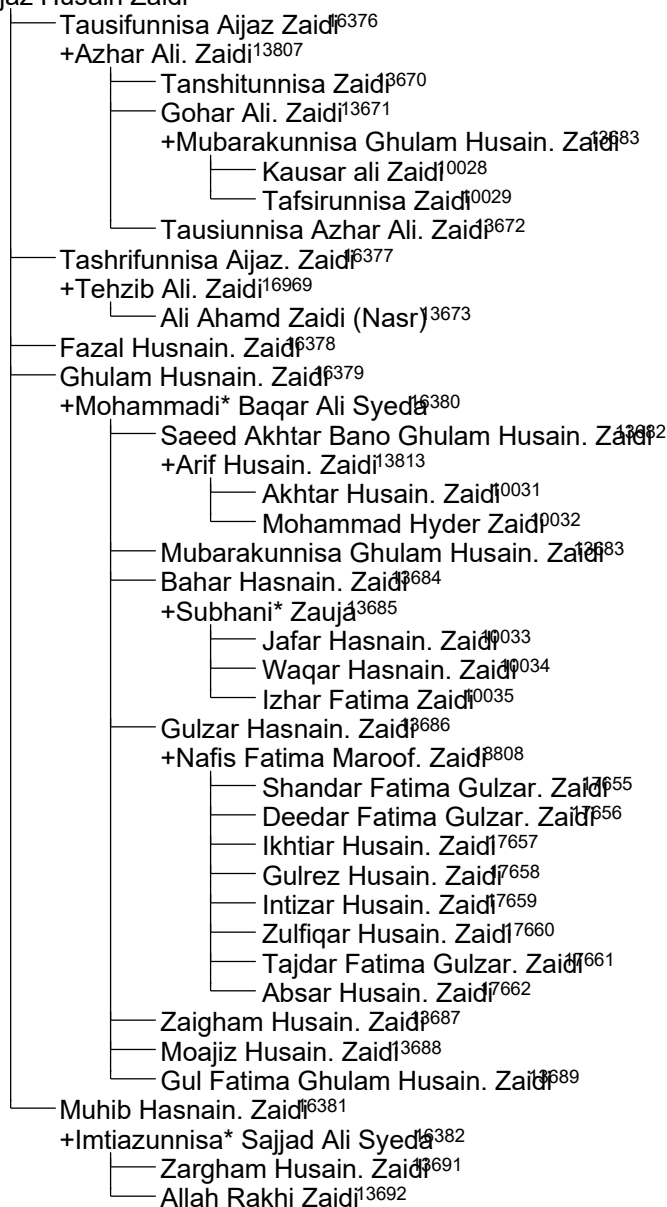 jaz Husain Zaidi
Tausifunnisa Aijaz Zaidi16376
+Azhar Ali. Zaidi13807
Tanshitunnisa Zaidi13670
Gohar Ali. Zaidi13671
+Mubarakunnisa Ghulam Husain. Zaidi13683
Kausar ali Zaidi10028
Tafsirunnisa Zaidi10029
Tausiunnisa Azhar Ali. Zaidi13672
Tashrifunnisa Aijaz. Zaidi16377
+Tehzib Ali. Zaidi16969
Ali Ahamd Zaidi (Nasr)13673
Fazal Husnain. Zaidi16378
Ghulam Husnain. Zaidi16379
+Mohammadi* Baqar Ali Syeda16380
Saeed Akhtar Bano Ghulam Husain. Zaidi13682
+Arif Husain. Zaidi13813
Akhtar Husain. Zaidi10031
Mohammad Hyder Zaidi10032
Mubarakunnisa Ghulam Husain. Zaidi13683
Bahar Hasnain. Zaidi13684
+Subhani* Zauja13685
Jafar Hasnain. Zaidi10033
Waqar Hasnain. Zaidi10034
Izhar Fatima Zaidi10035
Gulzar Hasnain. Zaidi13686
+Nafis Fatima Maroof. Zaidi13808
Shandar Fatima Gulzar. Zaidi17655
Deedar Fatima Gulzar. Zaidi17656
Ikhtiar Husain. Zaidi17657
Gulrez Husain. Zaidi17658
Intizar Husain. Zaidi17659
Zulfiqar Husain. Zaidi17660
Tajdar Fatima Gulzar. Zaidi17661
Absar Husain. Zaidi17662
Zaigham Husain. Zaidi13687
Moajiz Husain. Zaidi13688
Gul Fatima Ghulam Husain. Zaidi13689
Muhib Hasnain. Zaidi16381
+Imtiazunnisa* Sajjad Ali Syeda16382
Zargham Husain. Zaidi13691
Allah Rakhi Zaidi13692